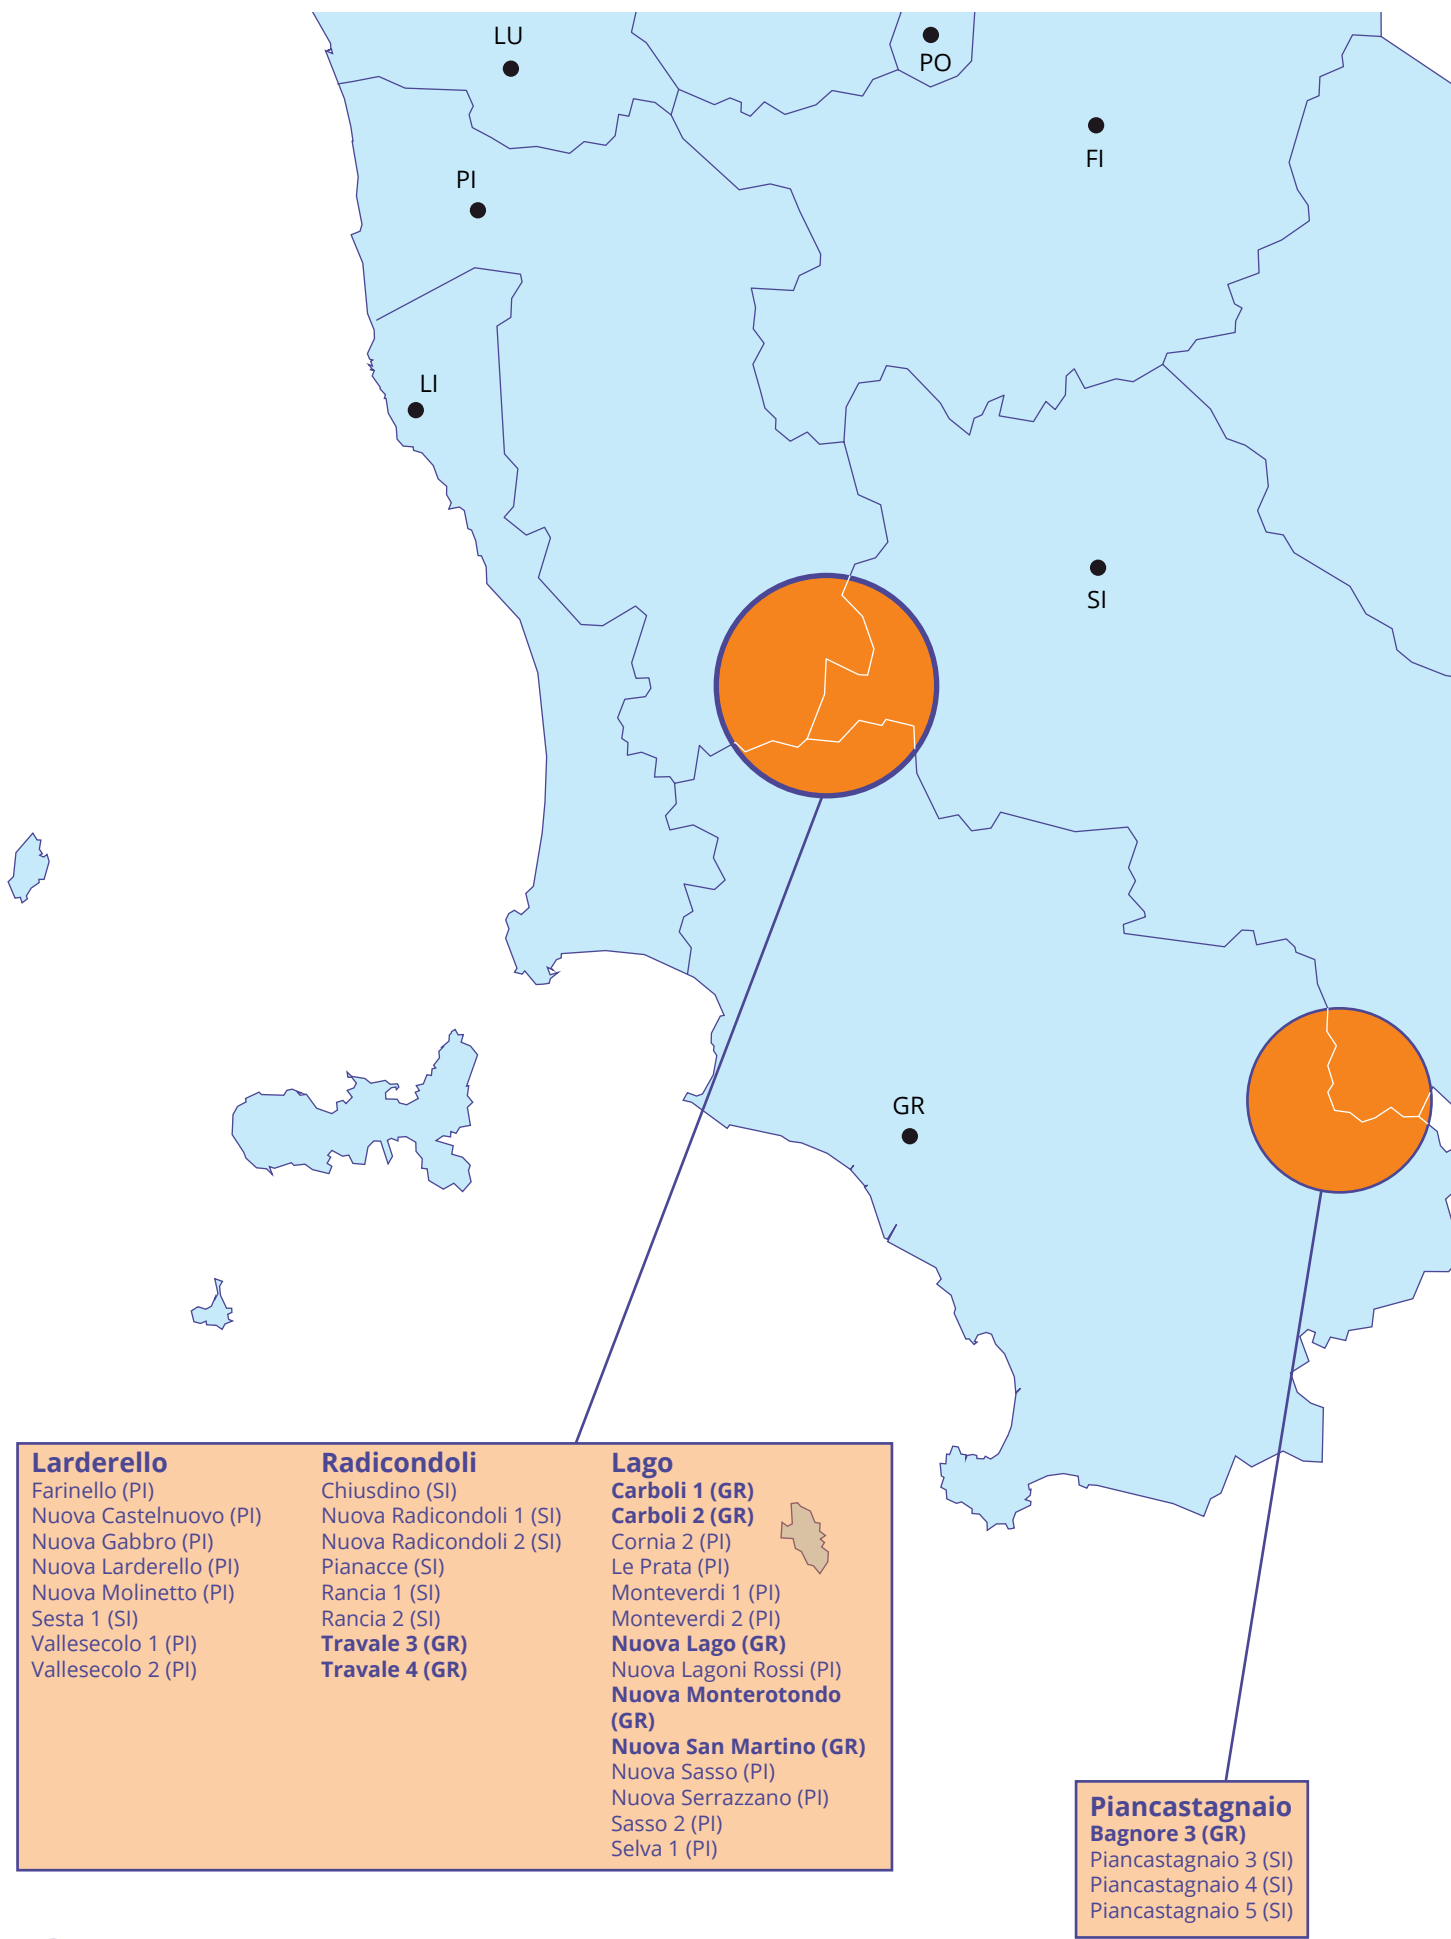 LU
PO
FI
PI
LI
SI
GR
Larderello
Farinello (PI)
Nuova Castelnuovo (PI)
Nuova Gabbro (PI)
Nuova Larderello (PI)
Nuova Molinetto (PI)
Sesta 1 (SI)
Vallesecolo 1 (PI)
Vallesecolo 2 (PI)
Radicondoli
Chiusdino (SI)
Nuova Radicondoli 1 (SI)
Nuova Radicondoli 2 (SI)
Pianacce (SI)
Rancia 1 (SI)
Rancia 2 (SI)
Travale 3 (GR)
Travale 4 (GR)
Lago
Carboli 1 (GR)
Carboli 2 (GR)
Cornia 2 (PI)
Le Prata (PI)
Monteverdi 1 (PI)
Monteverdi 2 (PI)
Nuova Lago (GR)
Nuova Lagoni Rossi (PI)
Nuova Monterotondo
(GR)
Nuova San Martino (GR)
Nuova Sasso (PI)
Nuova Serrazzano (PI)
Sasso 2 (PI)
Selva 1 (PI)
Piancastagnaio
Bagnore 3 (GR)
Piancastagnaio 3 (SI)
Piancastagnaio 4 (SI)
Piancastagnaio 5 (SI)